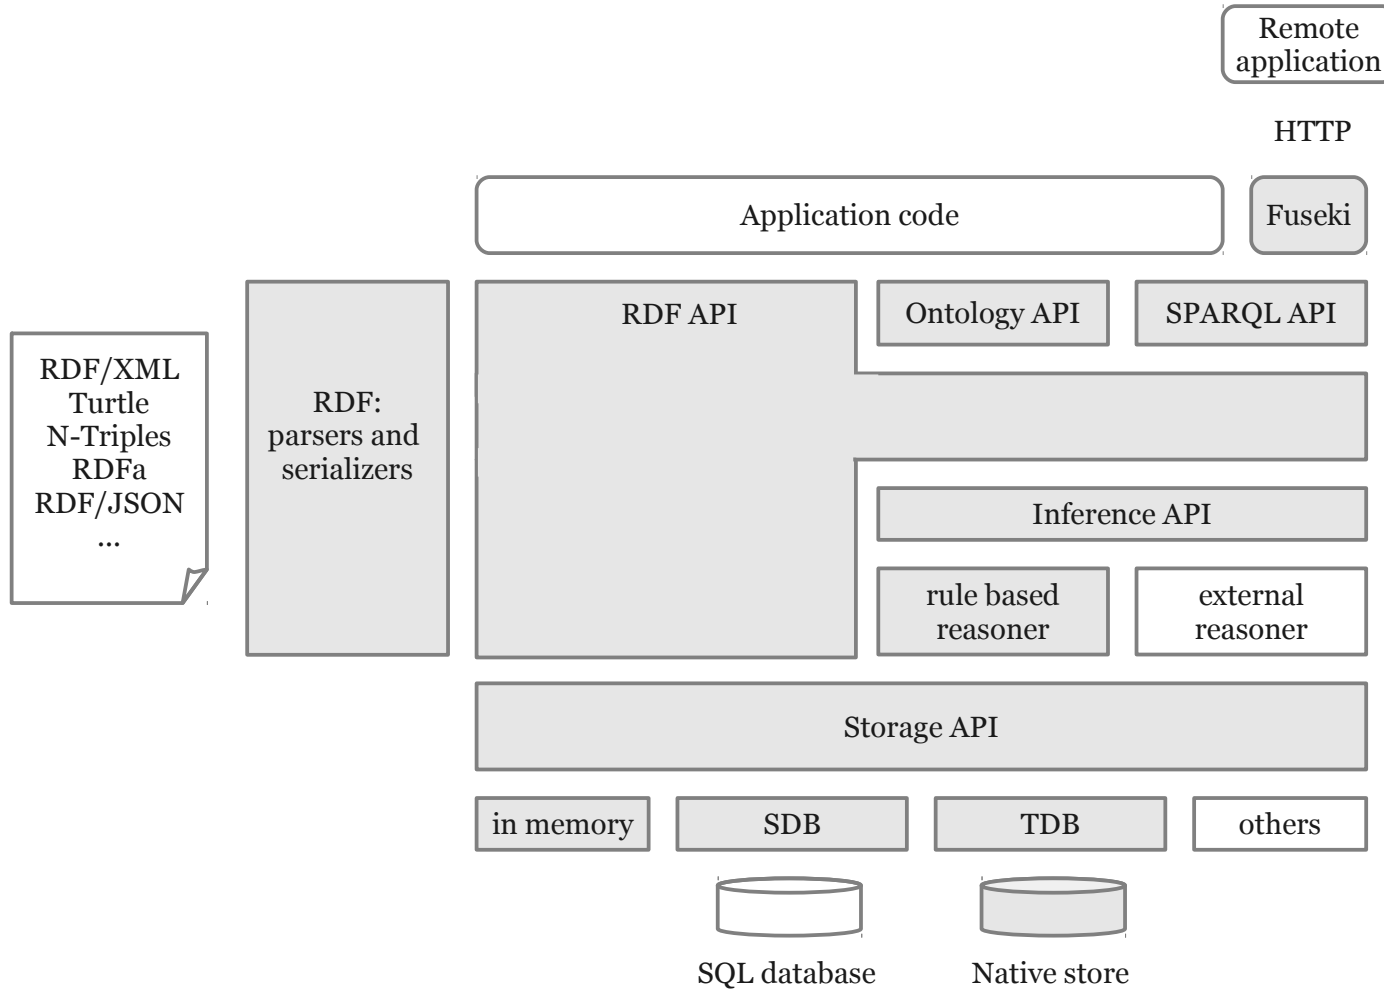 Remote
application
HTTP
Application code
Fuseki
RDF API
Ontology API
SPARQL API
RDF/XML
Turtle
N-Triples
RDFa
RDF/JSON
...
RDF:
parsers and
serializers
Inference API
rule based
reasoner
external
reasoner
Storage API
in memory
SDB
TDB
others
SQL database
Native store